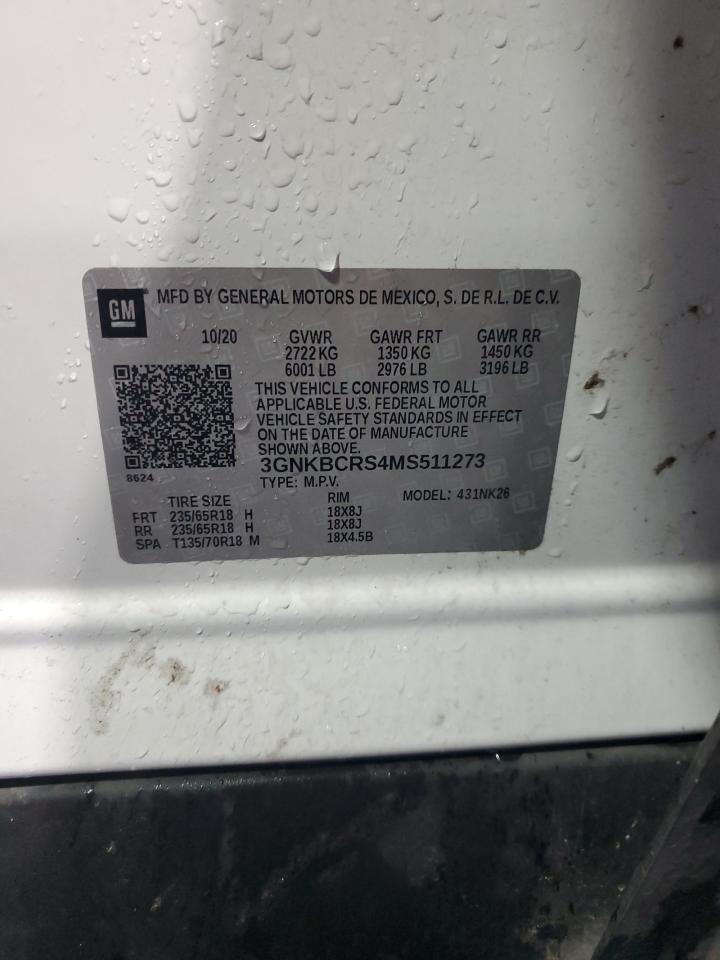 GM MFD BY GENERAL MOTORS DE MEXICO, S. DE R.L. DE C.V.
10/20 GVWR GAWR FRT GAWR RR
2722 KG 1350 KG 1450 KG
6001 LB 2976 LB 3196 LB
THIS VEHICLE CONFORMS TO ALL
APPLICABLE U.S. FEDERAL MOTOR
VEHICLE SAFETY STANDARDS IN EFFECT
ON THE DATE OF MANUFACTURE
SHOWN ABOVE.
3GNKBCRS4MS511273
8624
TYPE: M.P.V. MODEL: 431NK26
TIRE SIZE RIM
FRT 235/65R18 H 18X8J
RR 235/65R18 H 18X8J
SPA T135/70R18 M 18X4.5B